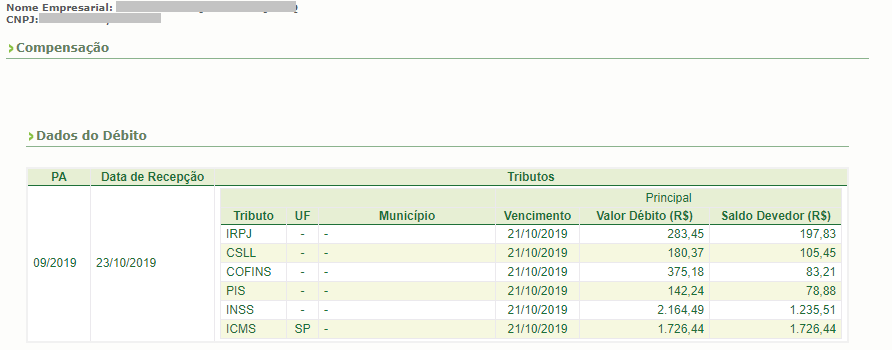 Nome Empresarial:
CNPJ:
Compensação
Dados do Débito
PA Data de Recepção Tributos
Principal
Tributo UF Município Vencimento Valor Débito (R$) Saldo Devedor (R$)
09/2019 23/10/2019
IRPJ - - 21/10/2019 283,45 197,83
CSLL - - 21/10/2019 180,37 105,45
COFINS - - 21/10/2019 375,18 83,21
PIS - - 21/10/2019 142,24 78,88
INSS - - 21/10/2019 2.164,49 1.235,51
ICMS SP - 21/10/2019 1.726,44 1.726,44